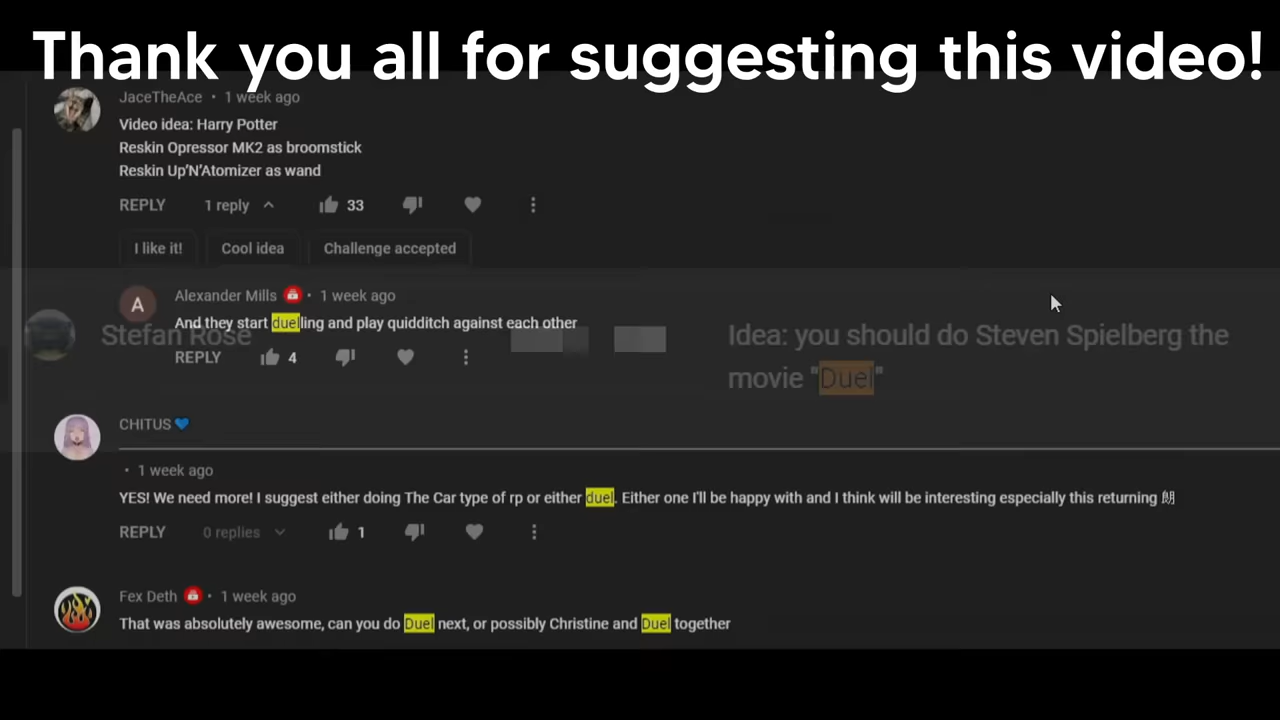 Thank you all for suggesting this video!
JaceTheAce • 1 week ago
Video idea: Harry Potter
Reskin Opressor MK2 as broomstick
Reskin Up'N'Atomizer as wand
REPLY 1 reply 33
I like it! Cool idea Challenge accepted
A
Alexander Mills • 1 week ago
And they start duelling and play quidditch against each other
Stefan Rose
Idea: you should do Steven Spielberg the
movie "Duel"
REPLY 4
CHITUS
• 1 week ago
YES! We need more! I suggest either doing The Car type of rp or either duel. Either one I'll be happy with and I think will be interesting especially this returning 朗
REPLY 0 replies 1
Fex Deth • 1 week ago
That was absolutely awesome, can you do Duel next, or possibly Christine and Duel together